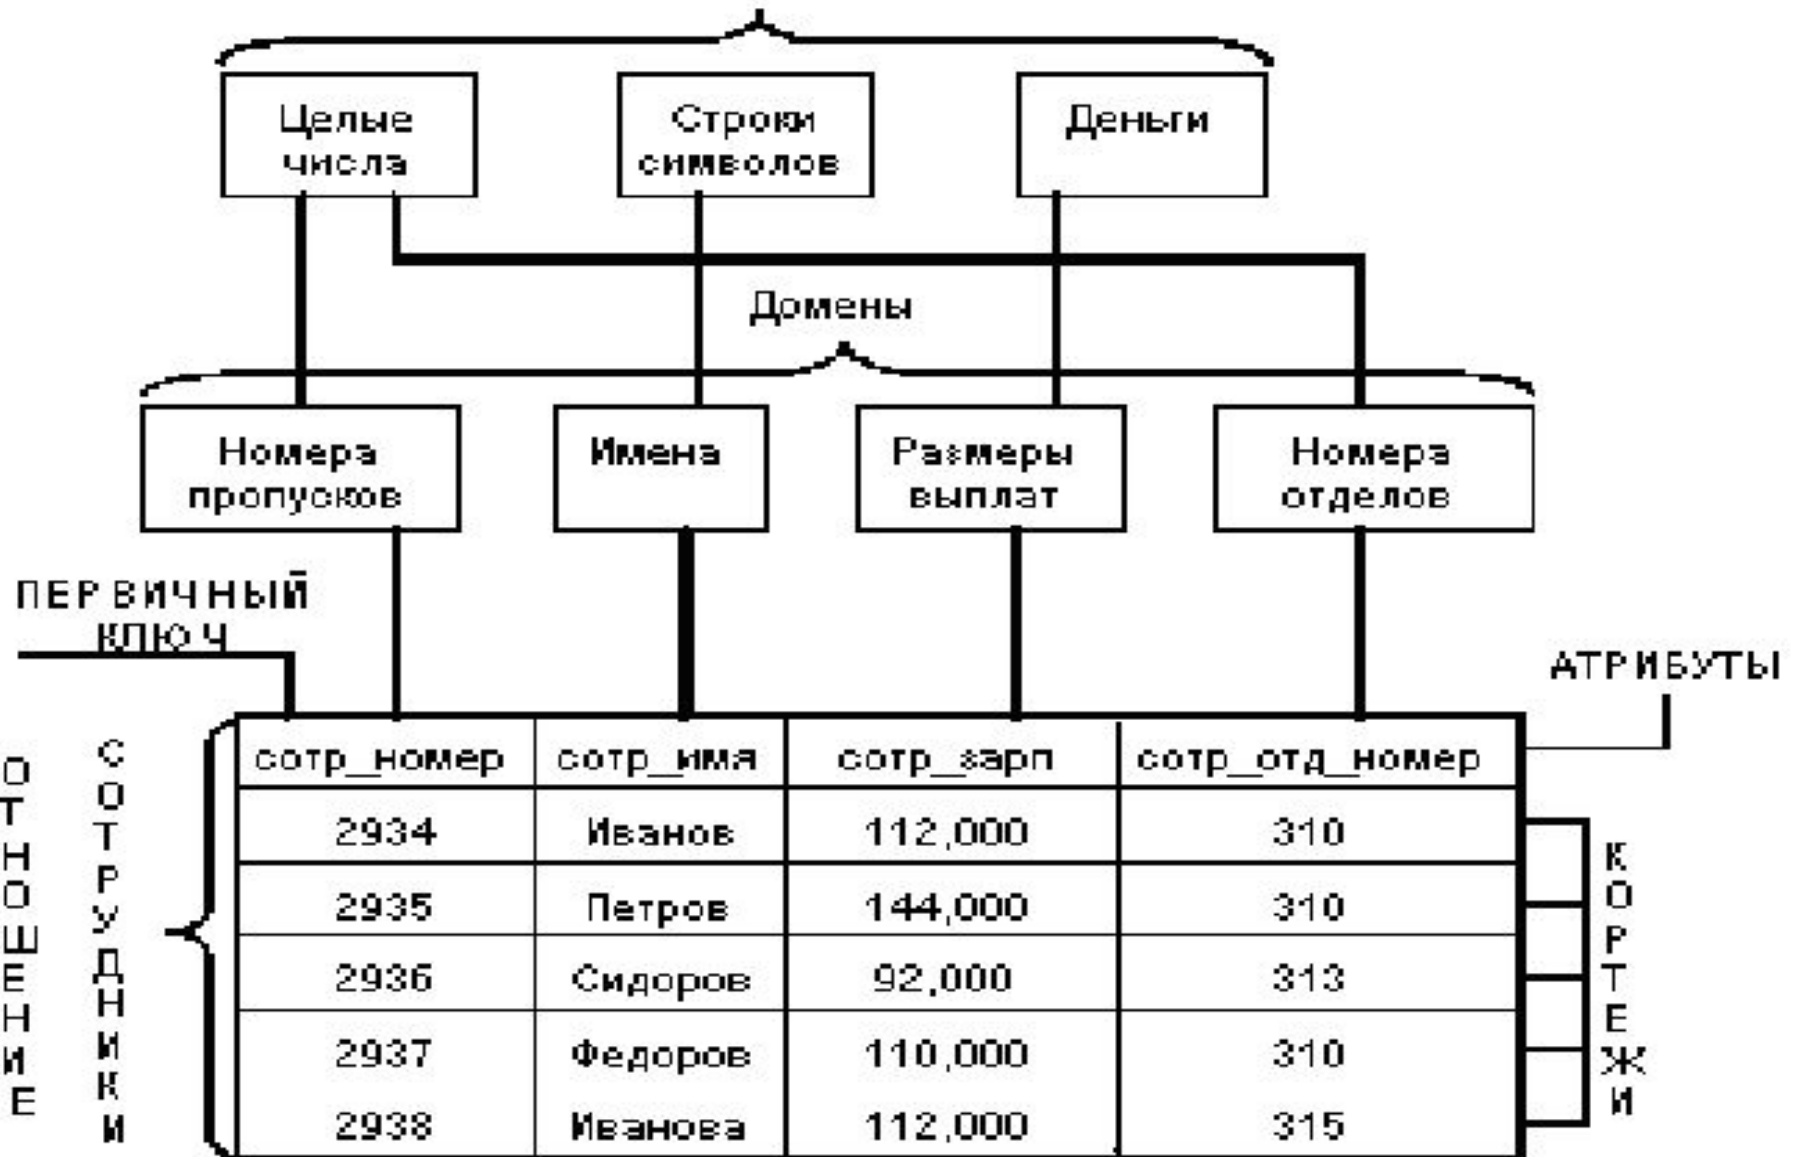 Целые
числа
Строки
символов
Деньги
Домены
Номера
пропусков
Имена
Размеры
выплат
Номера
отделов
ПЕРВИЧНЫЙ
КЛЮЧ
АТРИБУТЫ
ОТНОШЕНИЕ
СОТРУДНИКИ
сотр_номер сотр_имя сотр_зарп сотр_отд_номер
2934 Иванов 112,000 310
2935 Петров 144,000 310
2936 Сидоров 92,000 313
2937 Федоров 110,000 310
2938 Иванова 112,000 315
КОРТЕЖИ